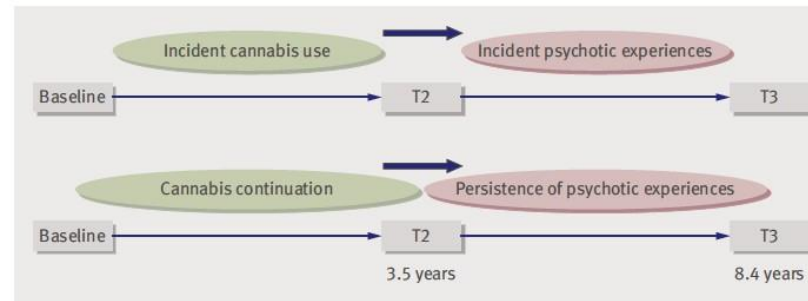 Incident cannabis use
Incident psychotic experiences
Baseline
T2
T3
Cannabis continuation
Persistence of psychotic experiences
Baseline
T2
T3
3.5 years
8.4 years